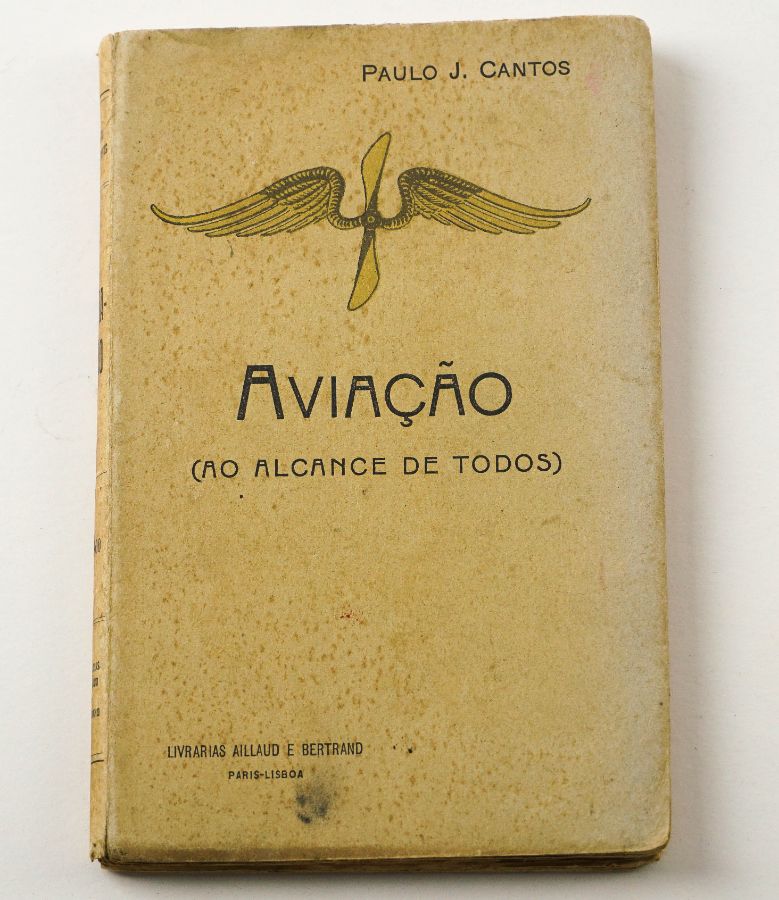 PAULO J. CANTOS
AVIAÇÃO
(AO ALCANCE DE TODOS)
LIVRARIAS AILLAUD E BERTRAND
PARIS-LISBOA